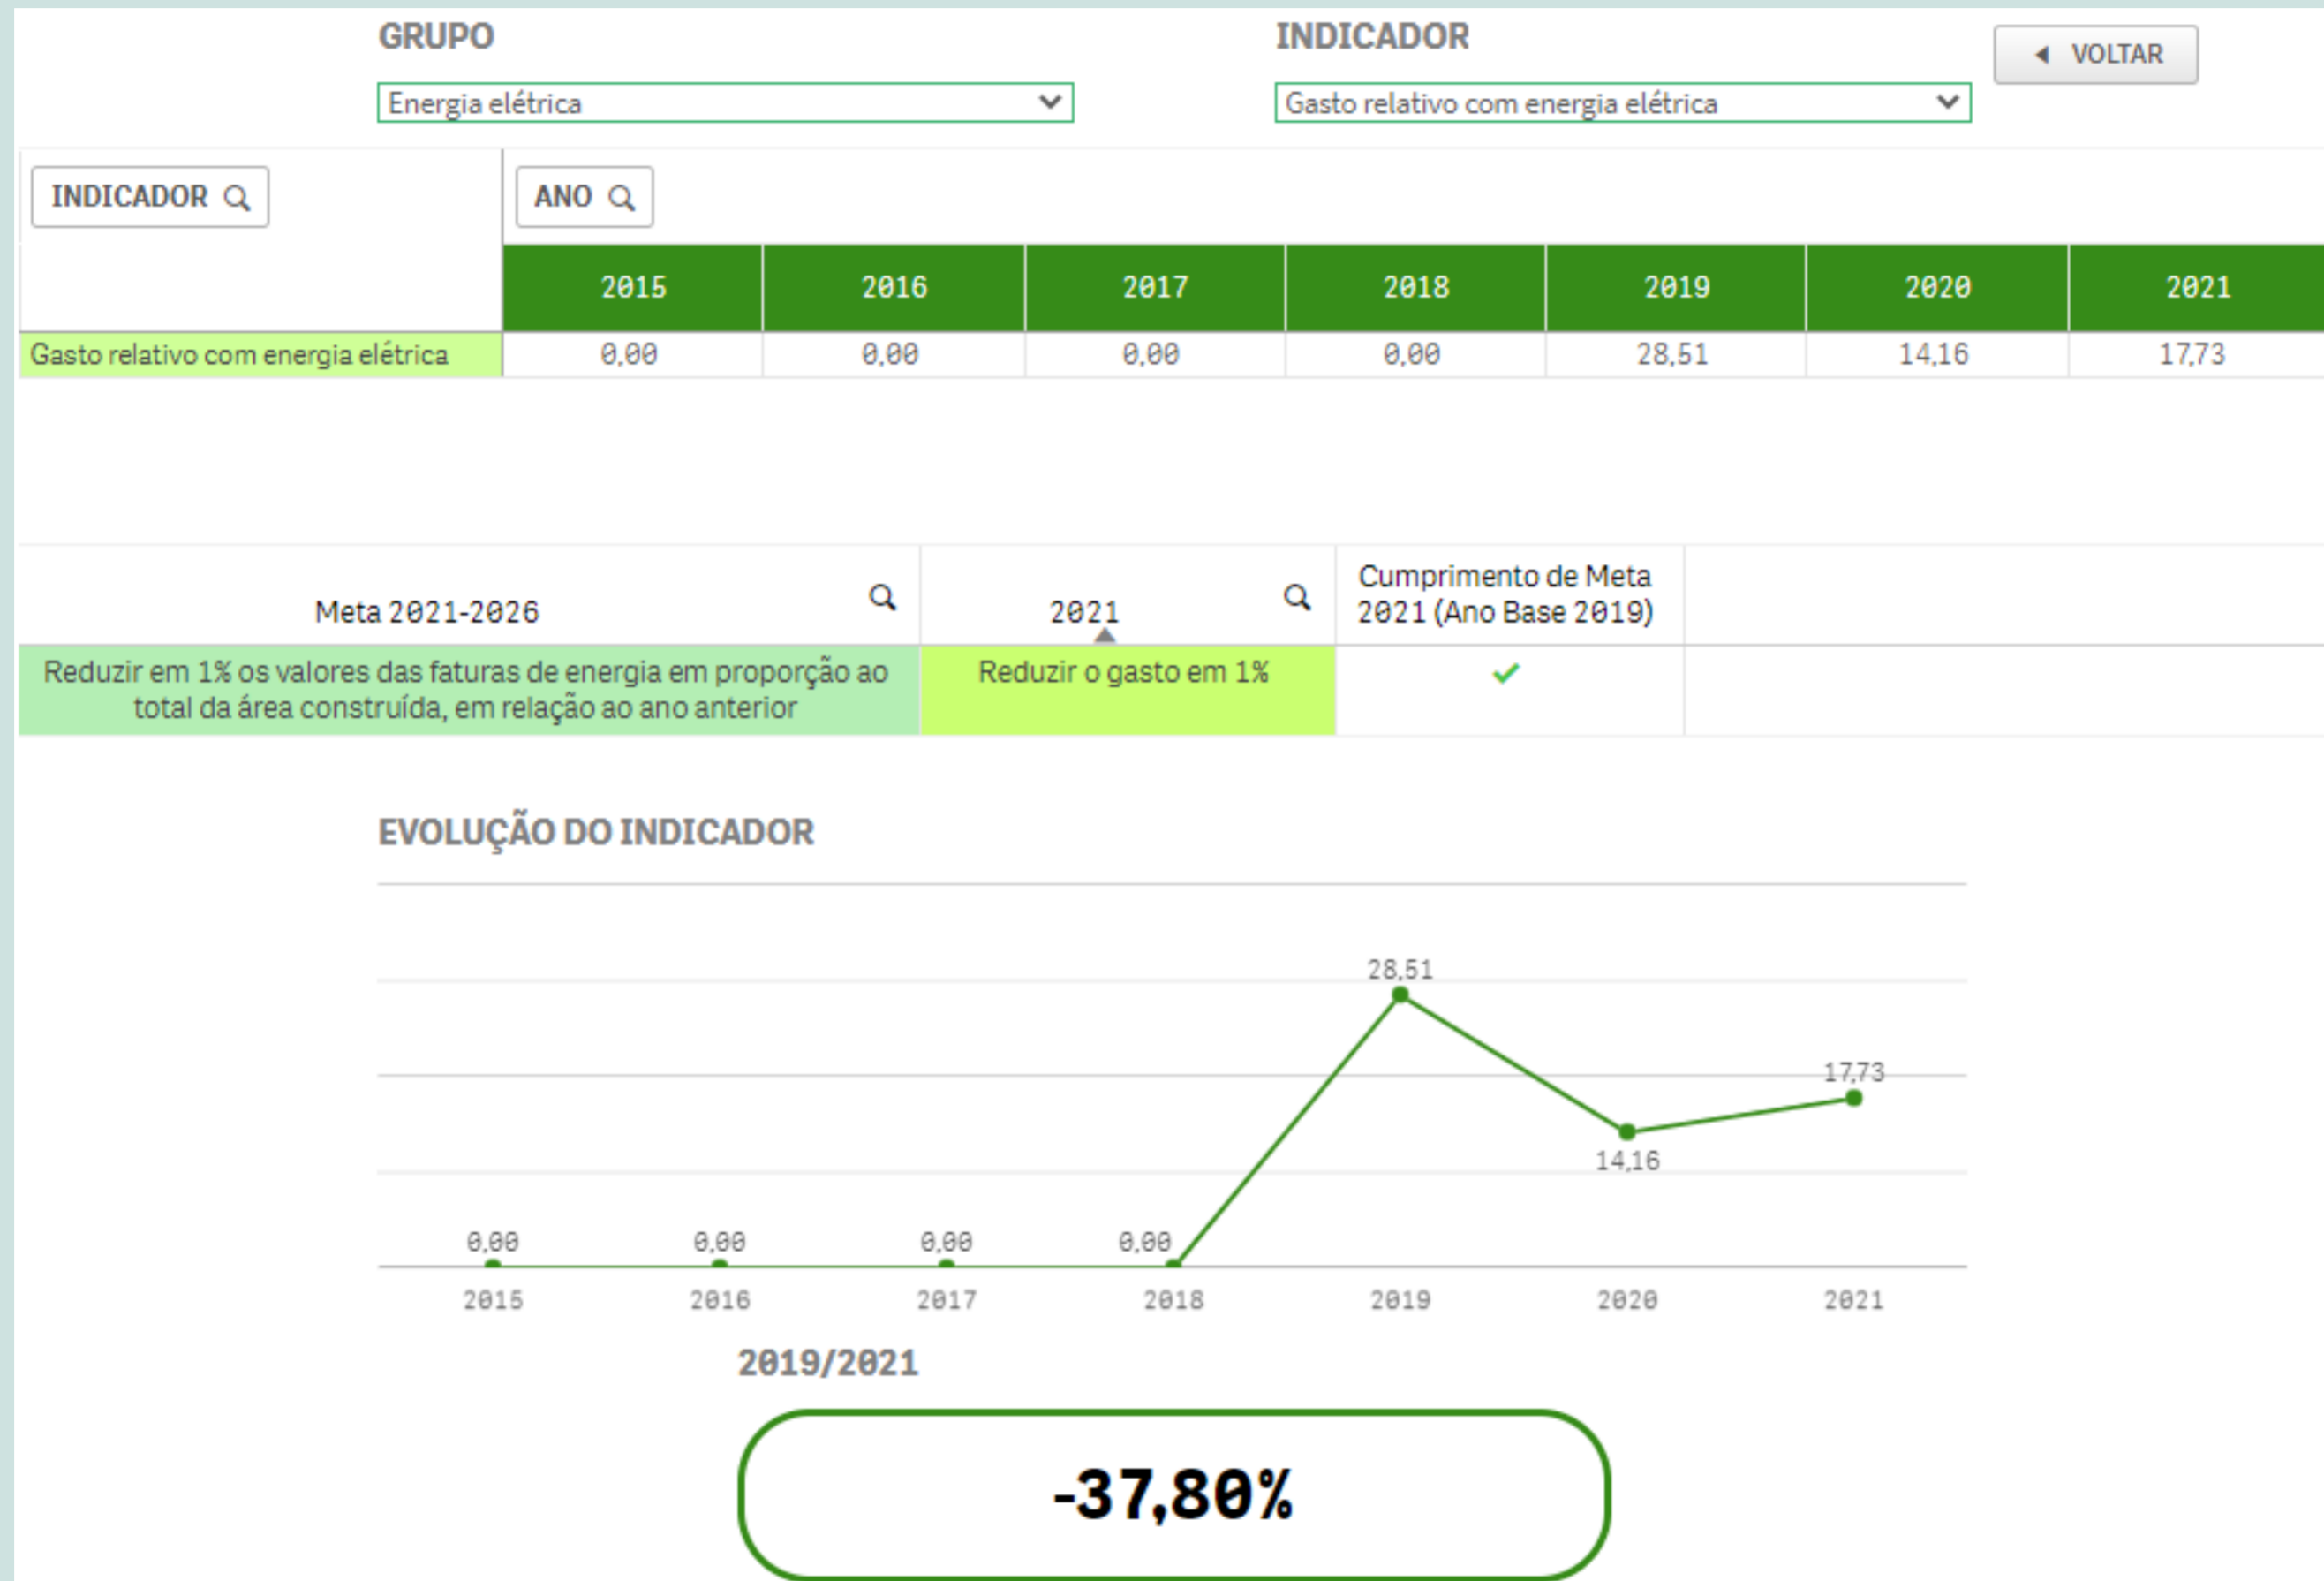 GRUPO
INDICADOR
VOLTAR
Energia elétrica
Gasto relativo com energia elétrica
INDICADOR
ANO
2015 2016 2017 2018 2019 2020 2021
Gasto relativo com energia elétrica 0,00 0,00 0,00 0,00 28,51 14,16 17,73
Meta 2021-2026
2021
Cumprimento de Meta
2021 (Ano Base 2019)
Reduzir em 1% os valores das faturas de energia em proporção ao
total da área construída, em relação ao ano anterior
Reduzir o gasto em 1%
EVOLUÇÃO DO INDICADOR
28,51
17,73
14,16
0,00 0,00 0,00 0,00
2015 2016 2017 2018 2019 2020 2021
2019/2021
-37,80%